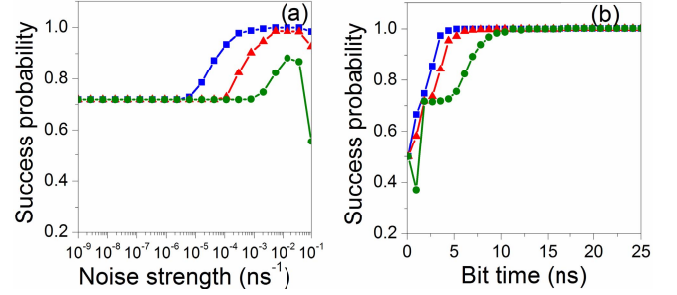 (a)
Success probability
1.0
0.8
0.6
0.4
0.2
10⁻⁹ 10⁻⁸ 10⁻⁷ 10⁻⁶ 10⁻⁵ 10⁻⁴ 10⁻³ 10⁻² 10⁻¹
Noise strength (ns⁻¹)
(b)
Success probability
1.0
0.8
0.6
0.4
0.2
0 5 10 15 20 25
Bit time (ns)